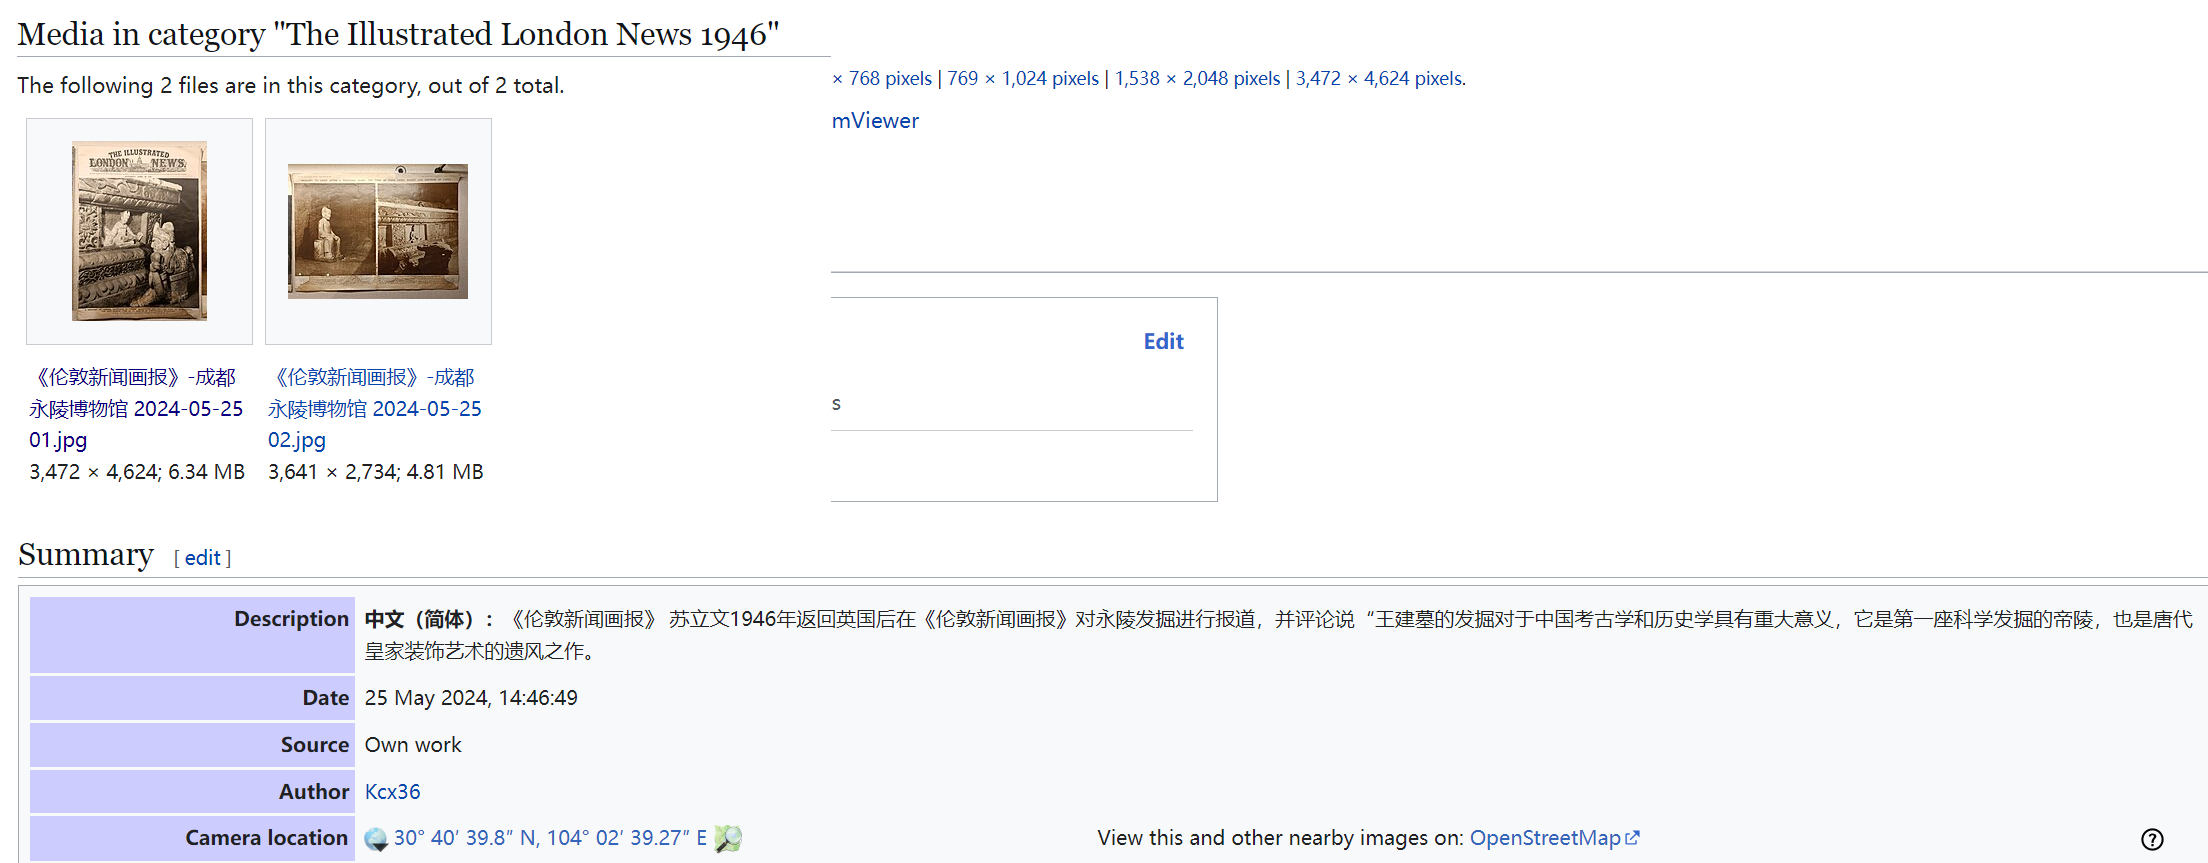 Media in category "The Illustrated London News 1946"
The following 2 files are in this category, out of 2 total.
× 768 pixels | 769 × 1,024 pixels | 1,538 × 2,048 pixels | 3,472 × 4,624 pixels.
mViewer
THE ILLUSTRATED
LONDON NEWS
《伦敦新闻画报》-成都
永陵博物馆 2024-05-25
01.jpg
3,472 × 4,624; 6.34 MB
《伦敦新闻画报》-成都
永陵博物馆 2024-05-25
02.jpg
3,641 × 2,734; 4.81 MB
Edit
s
Summary [ edit ]
Description 中文（简体）：《伦敦新闻画报》 苏立文1946年返回英国后在《伦敦新闻画报》对永陵发掘进行报道，并评论说“王建墓的发掘对于中国考古学和历史学具有重大意义，它是第一座科学发掘的帝陵，也是唐代
皇家装饰艺术的遗风之作。
Date 25 May 2024, 14:46:49
Source Own work
Author Kcx36
Camera location 30° 40′ 39.8″ N, 104° 02′ 39.27″ E View this and other nearby images on: OpenStreetMap ?